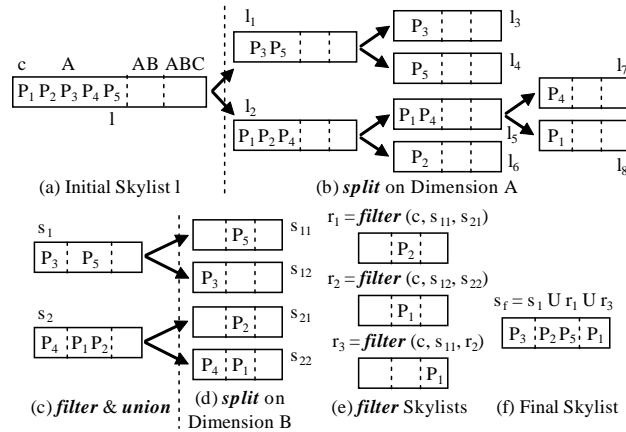 c A AB ABC
P1 P2 P3 P4 P5
l
(a) Initial Skylist l
l1
P3 P5
l2
P1 P2 P4
P3
l3
P5
l4
P1 P4
l5
P2
l6
P4
l7
P1
l8
(b) split on Dimension A
s1
P3 P5
s2
P4 P1 P2
(c) filter & union
P5
s11
P3
s12
P2
s21
P4 P1
s22
(d) split on
Dimension B
r1 = filter (c, s11, s21)
P2
r2 = filter (c, s12, s22)
P1
r3 = filter (c, s11, r2)
P1
(e) filter Skylists
sf = s1 U r1 U r3
P3 P2 P5 P1
(f) Final Skylist